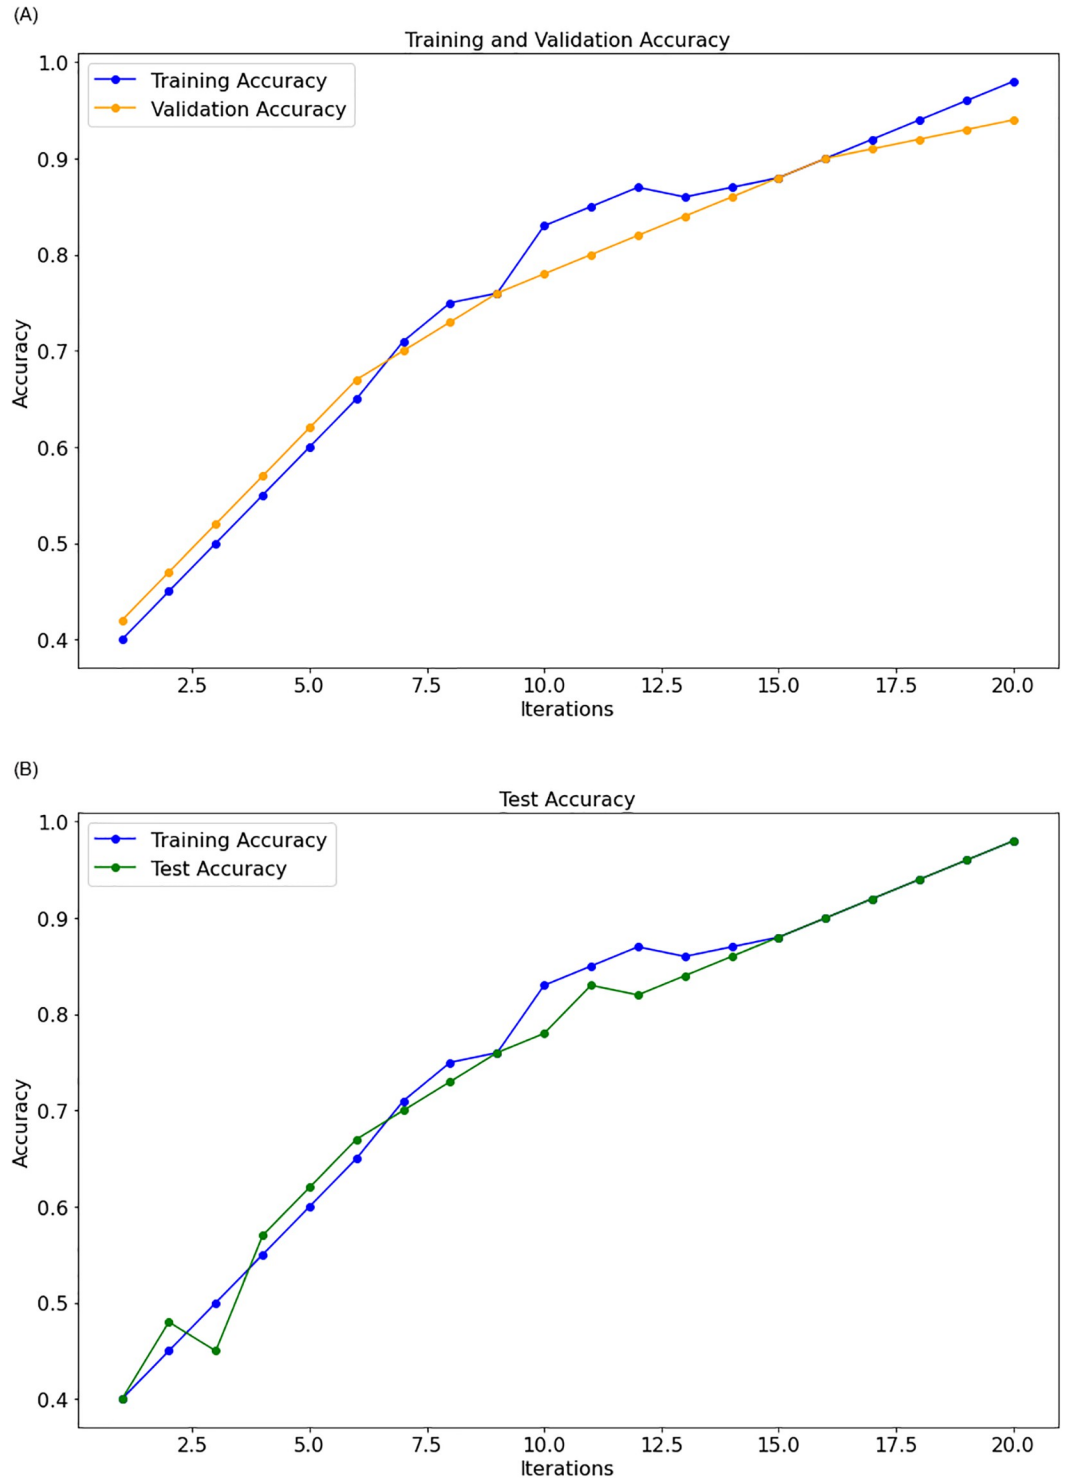 (A)
Training and Validation Accuracy
1.0
0.9
0.8
0.7
0.6
0.5
0.4
Accuracy
Training Accuracy
Validation Accuracy
2.5 5.0 7.5 10.0 12.5 15.0 17.5 20.0
Iterations
(B)
Test Accuracy
1.0
0.9
0.8
0.7
0.6
0.5
0.4
Accuracy
Training Accuracy
Test Accuracy
2.5 5.0 7.5 10.0 12.5 15.0 17.5 20.0
Iterations